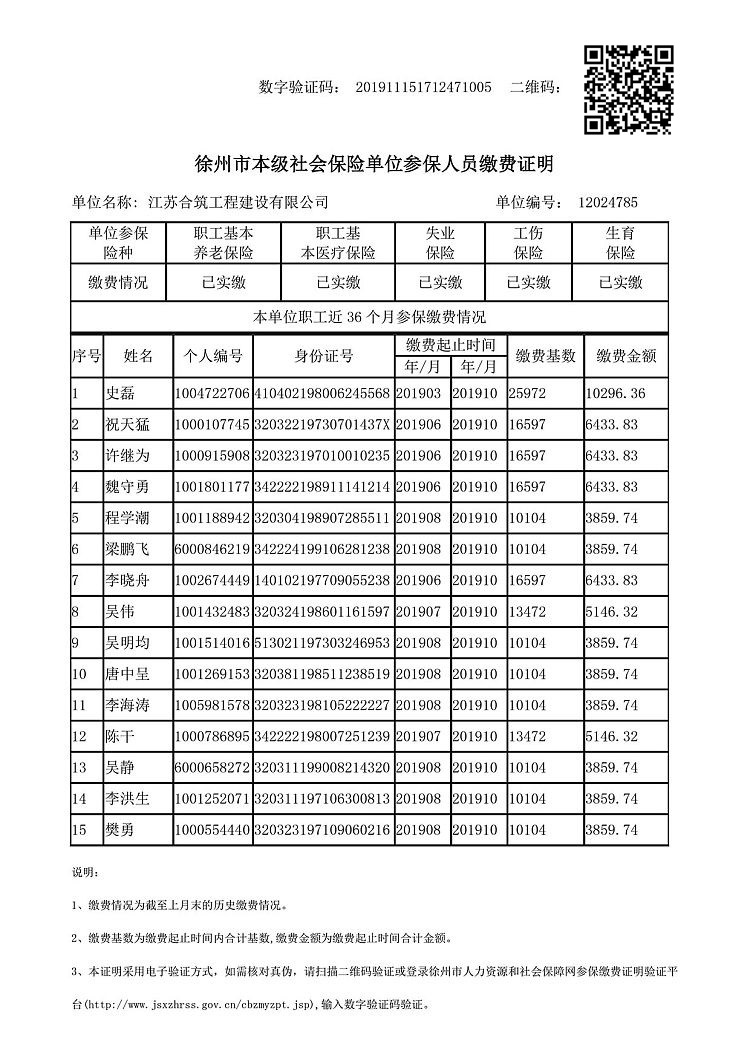 数字验证码： 201911151712471005 二维码：
徐州市本级社会保险单位参保人员缴费证明
单位名称: 江苏合筑工程建设有限公司 单位编号： 12024785
单位参保险种 职工基本养老保险 职工基本医疗保险 失业保险 工伤保险 生育保险
缴费情况 已实缴 已实缴 已实缴 已实缴 已实缴
本单位职工近 36 个月参保缴费情况
序号 姓名 个人编号 身份证号 缴费起止时间 缴费基数 缴费金额
年/月 年/月
1 史磊 1004722706 410402198006245568 201903 201910 25972 10296.36
2 祝天猛 1000107745 32032219730701437X 201906 201910 16597 6433.83
3 许继为 1000915908 320323197010010235 201906 201910 16597 6433.83
4 魏守勇 1001801177 342222198911141214 201906 201910 16597 6433.83
5 程学潮 1001188942 320304198907285511 201908 201910 10104 3859.74
6 梁鹏飞 6000846219 342224199106281238 201908 201910 10104 3859.74
7 李晓舟 1002674449 140102197709055238 201906 201910 16597 6433.83
8 吴伟 1001432483 320324198601161597 201907 201910 13472 5146.32
9 吴明均 1001514016 513021197303246953 201908 201910 10104 3859.74
10 唐中呈 1001269153 320381198511238519 201908 201910 10104 3859.74
11 李海涛 1005981578 320323198105222227 201908 201910 10104 3859.74
12 陈干 1000786895 342222198007251239 201907 201910 13472 5146.32
13 吴静 6000658272 320311199008214320 201908 201910 10104 3859.74
14 李洪生 1001252071 320311197106300813 201908 201910 10104 3859.74
15 樊勇 1000554440 320323197109060216 201908 201910 10104 3859.74
说明:
1、缴费情况为截至上月末的历史缴费情况。
2、缴费基数为缴费起止时间内合计基数,缴费金额为缴费起止时间合计金额。
3、本证明采用电子验证方式，如需核对真伪，请扫描二维码验证或登录徐州市人力资源和社会保障网参保缴费证明验证平
台(http://www.jsxzhrss.gov.cn/cbzmyzpt.jsp),输入数字验证码验证。